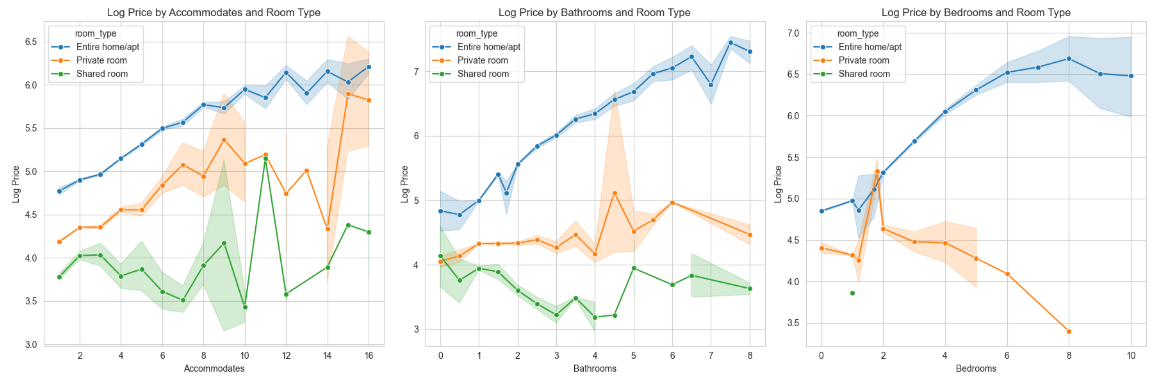 Log Price by Accommodates and Room Type
room_type
Entire home/apt
Private room
Shared room
6.5
6.0
5.5
5.0
4.5
4.0
3.5
3.0
Log Price
2 4 6 8 10 12 14 16
Accommodates
Log Price by Bathrooms and Room Type
room_type
Entire home/apt
Private room
Shared room
7
6
5
4
3
Log Price
0 1 2 3 4 5 6 7 8
Bathrooms
Log Price by Bedrooms and Room Type
room_type
Entire home/apt
Private room
Shared room
7.0
6.5
6.0
5.5
5.0
4.5
4.0
3.5
Log Price
0 2 4 6 8 10
Bedrooms